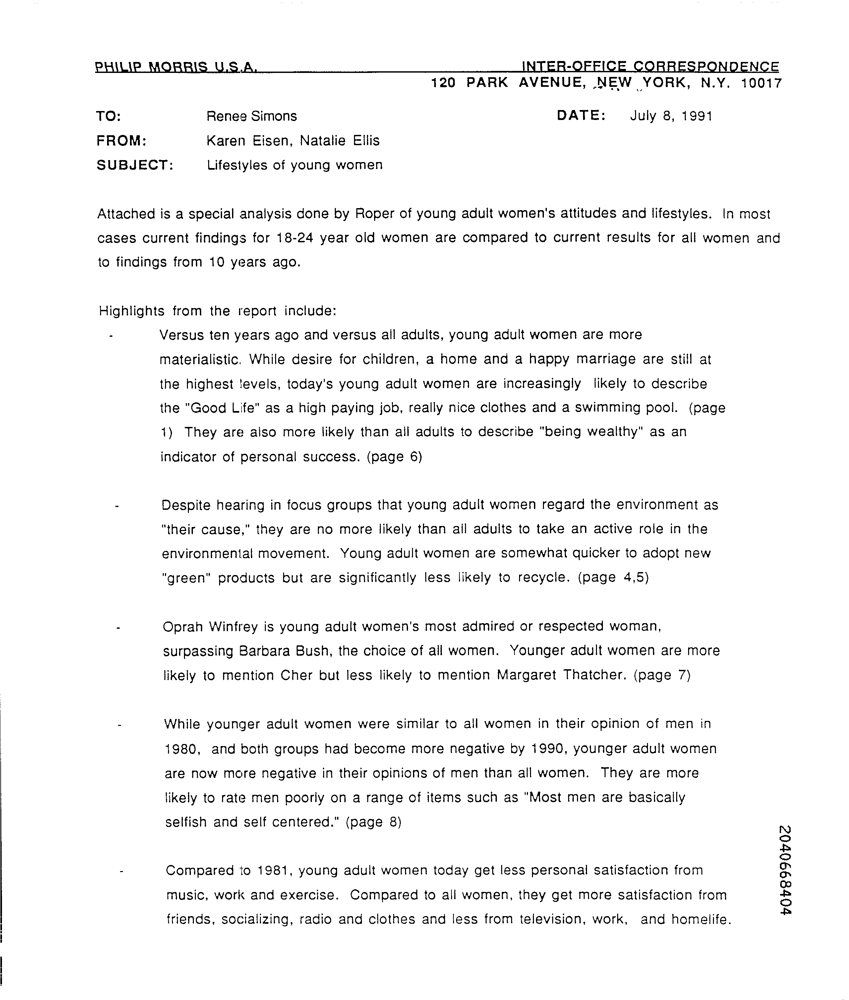 PHILIP MORRIS U.S.A. INTER-OFFICE CORRESPONDENCE
120 PARK AVENUE, NEW YORK, N.Y. 10017
TO: Renee Simons DATE: July 8, 1991
FROM: Karen Eisen, Natalie Ellis
SUBJECT: Lifestyles of young women
Attached is a special analysis done by Roper of young adult women's attitudes and lifestyles. In most
cases current findings for 18-24 year old women are compared to current results for all women and
to findings from 10 years ago.
Highlights from the report include:
- Versus ten years ago and versus all adults, young adult women are more
materialistic. While desire for children, a home and a happy marriage are still at
the highest levels, today's young adult women are increasingly likely to describe
the "Good Life" as a high paying job, really nice clothes and a swimming pool. (page
1) They are also more likely than all adults to describe "being wealthy" as an
indicator of personal success. (page 6)
- Despite hearing in focus groups that young adult women regard the environment as
"their cause," they are no more likely than all adults to take an active role in the
environmental movement. Young adult women are somewhat quicker to adopt new
"green" products but are significantly less likely to recycle. (page 4,5)
- Oprah Winfrey is young adult women's most admired or respected woman,
surpassing Barbara Bush, the choice of all women. Younger adult women are more
likely to mention Cher but less likely to mention Margaret Thatcher. (page 7)
- While younger adult women were similar to all women in their opinion of men in
1980, and both groups had become more negative by 1990, younger adult women
are now more negative in their opinions of men than all women. They are more
likely to rate men poorly on a range of items such as "Most men are basically
selfish and self centered." (page 8)
- Compared to 1981, young adult women today get less personal satisfaction from
music, work and exercise. Compared to all women, they get more satisfaction from
friends, socializing, radio and clothes and less from television, work, and homelife.
2040668404